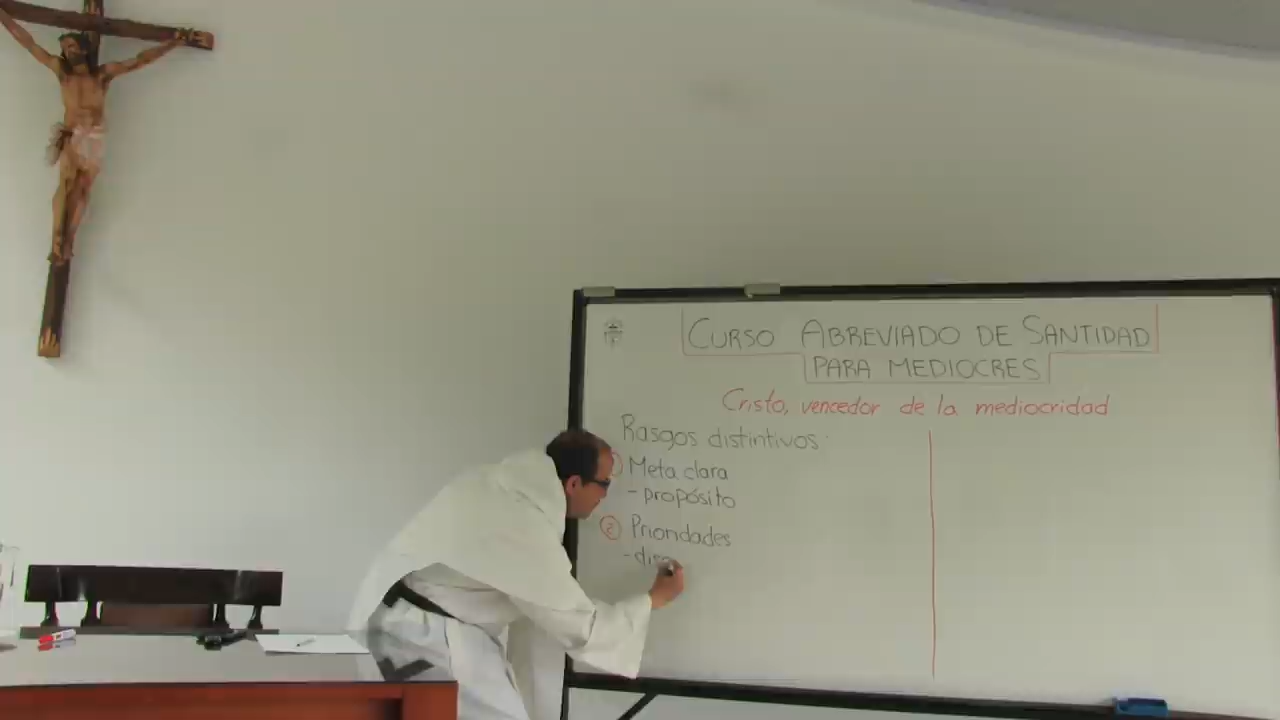 CURSO ABREVIADO DE SANTIDAD
PARA MEDIOCRES
Cristo, vencedor de la mediocridad
Rasgos distintivos:
Meta clara
- propósito
② Prioridades